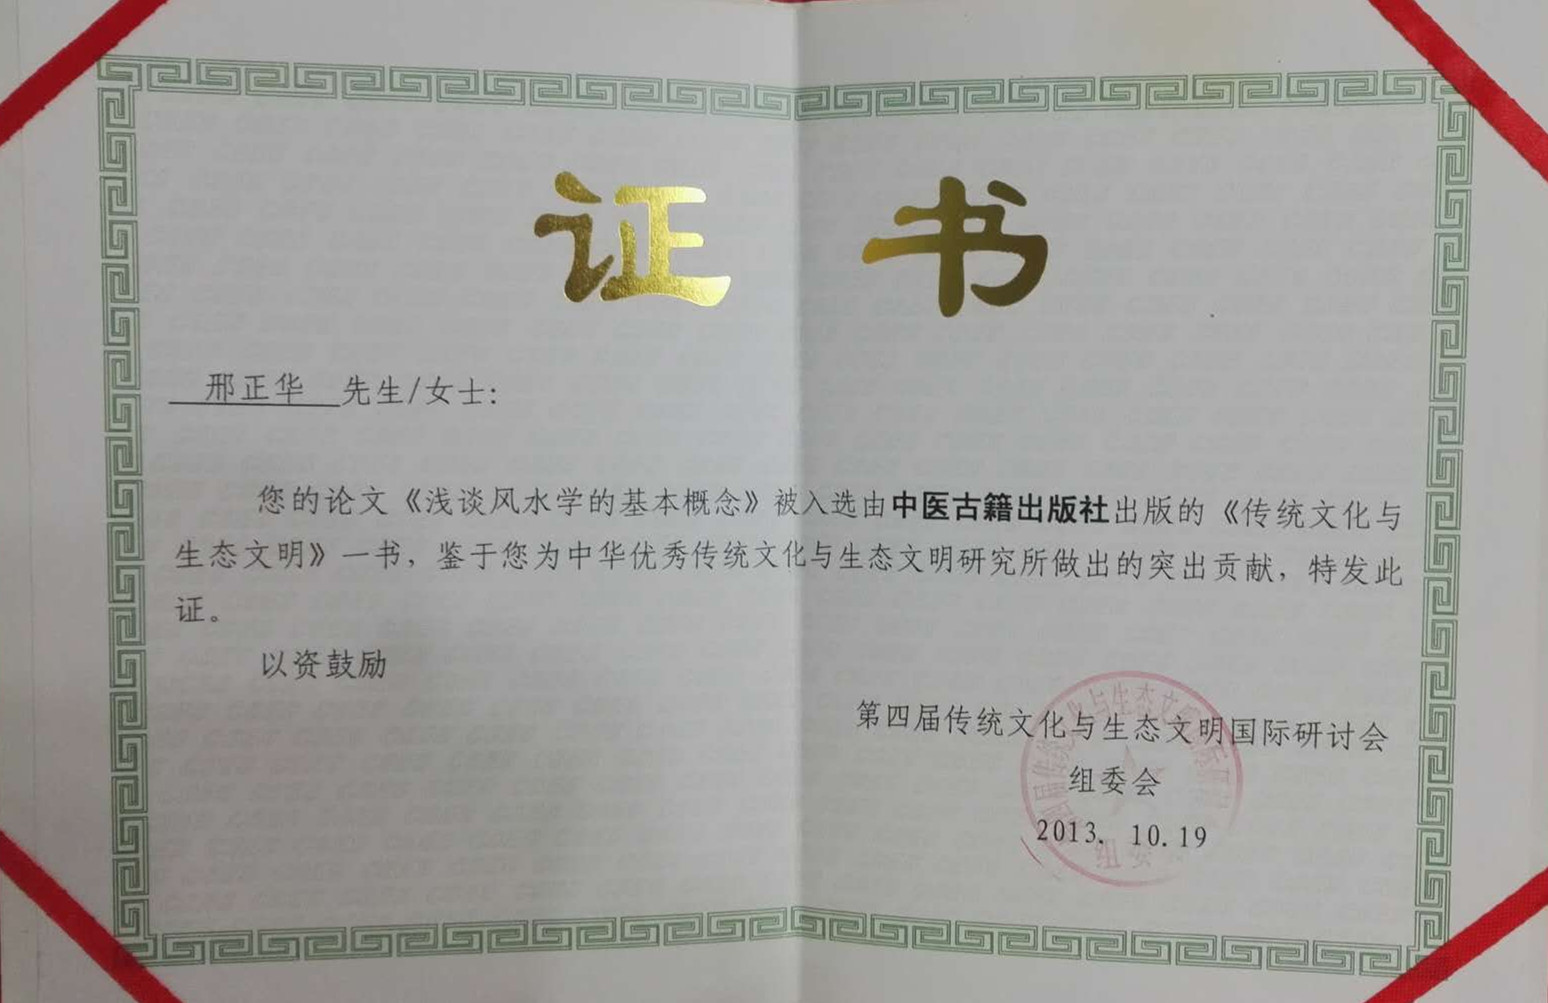 证书
邢正华 先生/女士:
您的论文《浅谈风水学的基本概念》被入选由中医古籍出版社出版的《传统文化与
生态文明》一书，鉴于您为中华优秀传统文化与生态文明研究所做出的突出贡献，特发此
证。
以资鼓励
第四届传统文化与生态文明国际研讨会
组委会
2013. 10.19